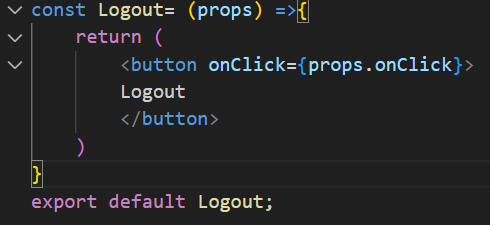 const Logout= (props) =>{
    return (
        <button onClick={props.onClick}>
        Logout
        </button>
    )
}
export default Logout;